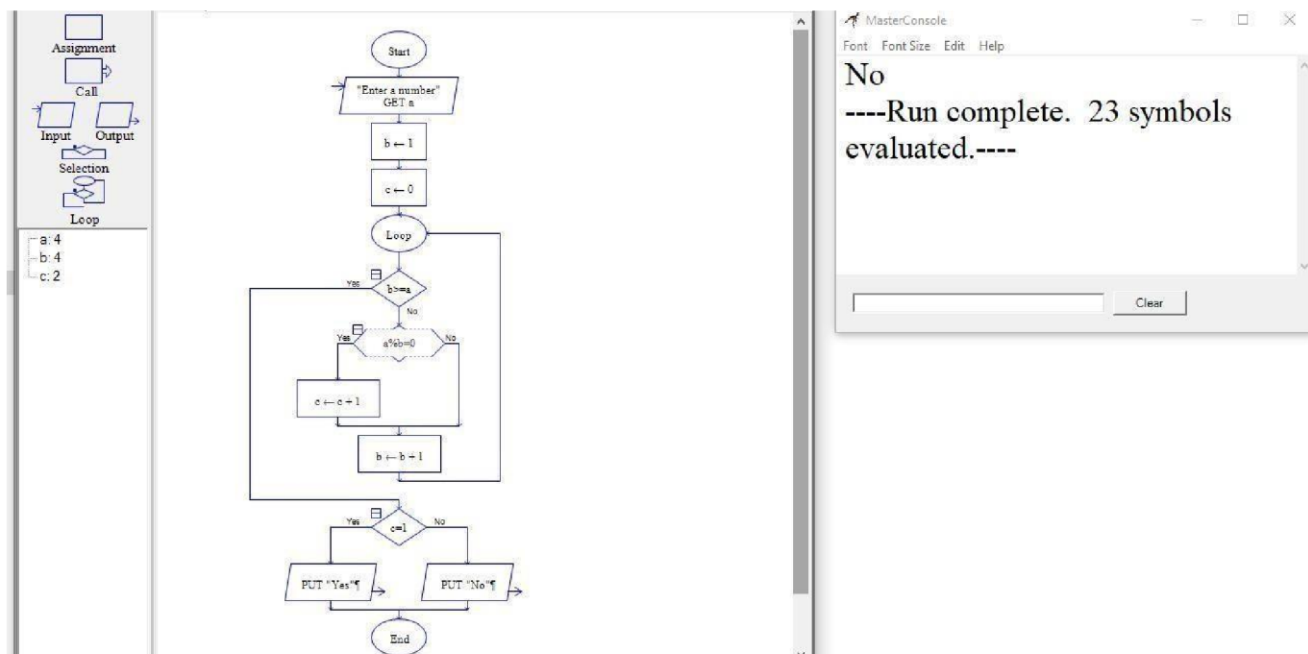 Assignment
Call
Input Output
Selection
Loop
a: 4
b: 4
c: 2
Start
"Enter a number"
GET a
b ← 1
c ← 0
Loop
Yes
b>=a
No
Yes
a%b=0
No
c ← c + 1
b ← b + 1
Yes
c=1
No
PUT "Yes"¶
PUT "No"¶
End
MasterConsole
Font Font Size Edit Help
No
----Run complete. 23 symbols
evaluated.----
Clear